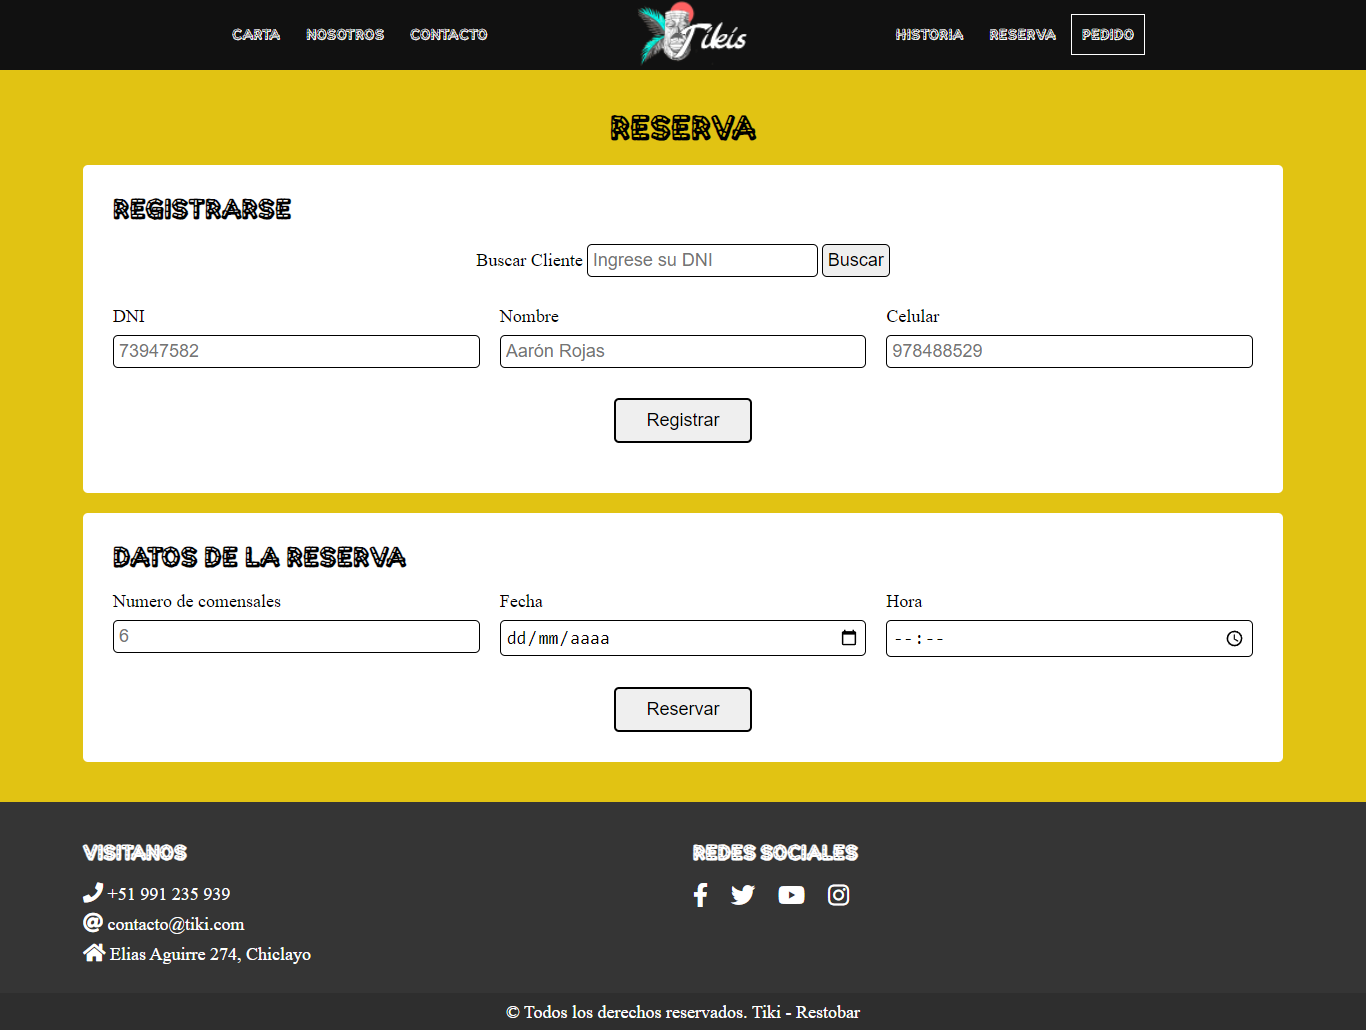 CARTA NOSOTROS CONTACTO Tikis HISTORIA RESERVA PEDIDO
RESERVA
REGISTRARSE
Buscar Cliente Ingrese su DNI Buscar
DNI Nombre Celular
73947582 Aarón Rojas 978488529
Registrar
DATOS DE LA RESERVA
Numero de comensales Fecha Hora
6 dd/mm/aaaa --:--
Reservar
VISITANOS REDES SOCIALES
+51 991 235 939
contacto@tiki.com
Elias Aguirre 274, Chiclayo
© Todos los derechos reservados. Tiki - Restobar